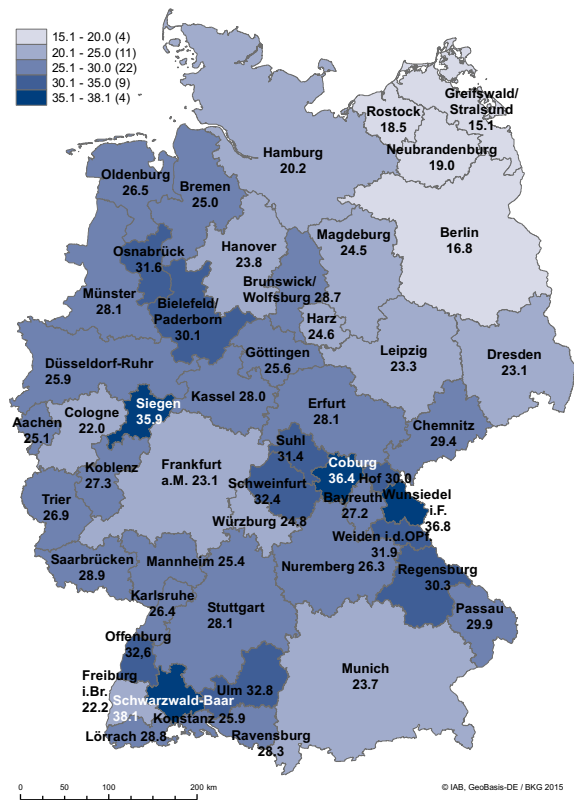 15.1 - 20.0 (4)
20.1 - 25.0 (11)
25.1 - 30.0 (22)
30.1 - 35.0 (9)
35.1 - 38.1 (4)
Greifswald/
Stralsund
15.1
Rostock
18.5
Neubrandenburg
19.0
Hamburg
20.2
Oldenburg
26.5
Bremen
25.0
Berlin
16.8
Magdeburg
24.5
Hanover
23.8
Osnabrück
31.6
Brunswick/
Wolfsburg 28.7
Münster
28.1
Bielefeld/
Paderborn
30.1
Harz
24.6
Göttingen
25.6
Leipzig
23.3
Dresden
23.1
Düsseldorf-Ruhr
25.9
Kassel 28.0
Siegen
35.9
Erfurt
28.1
Cologne
22.0
Aachen
25.1
Chemnitz
29.4
Suhl
31.4
Koblenz
27.3
Frankfurt
a.M. 23.1
Coburg
36.4
Hof 30.0
Schweinfurt
32.4
Bayreuth
27.2
Wunsiedel
i.F.
36.8
Trier
26.9
Würzburg 24.8
Weiden i.d.OPf.
31.9
Saarbrücken
28.9
Mannheim 25.4
Nuremberg 26.3
Regensburg
30.3
Karlsruhe
26.4
Stuttgart
28.1
Passau
29.9
Offenburg
32,6
Munich
23.7
Freiburg
i.Br.
22.2
Schwarzwald-Baar
38.1
Ulm 32.8
Konstanz 25.9
Lörrach 28.8
Ravensburg
28.3
0 50 100 200 km
© IAB, GeoBasis-DE / BKG 2015